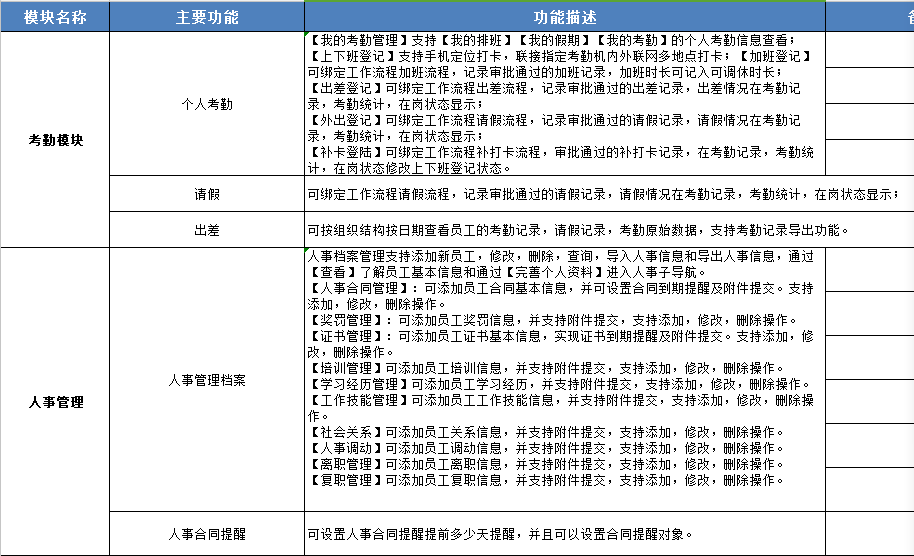 模块名称 主要功能 功能描述
考勤模块
个人考勤
【我的考勤管理】支持【我的排班】【我的假期】【我的考勤】的个人考勤信息查看；
【上下班登记】支持手机定位打卡，联接指定考勤机内外联网多地点打卡；【加班登记】
可绑定工作流程加班流程，记录审批通过的加班记录，加班时长可记入可调休时长；
【出差登记】可绑定工作流程出差流程，记录审批通过的出差记录，出差情况在考勤记
录，考勤统计，在岗状态显示；
【外出登记】可绑定工作流程请假流程，记录审批通过的请假记录，请假情况在考勤记
录，考勤统计，在岗状态显示；
【补卡登陆】可绑定工作流程补打卡流程，审批通过的补打卡记录，在考勤记录，考勤统
计，在岗状态修改上下班登记状态。
请假
可绑定工作流程请假流程，记录审批通过的请假记录，请假情况在考勤记录，考勤统计，在岗状态显示；
出差
可按组织结构按日期查看员工的考勤记录，请假记录，考勤原始数据，支持考勤记录导出功能。
人事管理
人事管理档案
人事档案管理支持添加新员工，修改，删除，查询，导入人事信息和导出人事信息，通过
【查看】了解员工基本信息和通过【完善个人资料】进入人事子导航。
【人事合同管理】：可添加员工合同基本信息，并可设置合同到期提醒及附件提交。支持
添加，修改，删除操作。
【奖罚管理】：可添加员工奖罚信息，并支持附件提交，支持添加，修改，删除操作。
【证书管理】：可添加员工证书基本信息，实现证书到期提醒及附件提交。支持添加，修
改，删除操作。
【培训管理】可添加员工培训信息，并支持附件提交，支持添加，修改，删除操作。
【学习经历管理】可添加员工学习经历，并支持附件提交，支持添加，修改，删除操作。
【工作技能管理】可添加员工工作技能信息，并支持附件提交，支持添加，修改，删除操
作。
【社会关系】可添加员工关系信息，并支持附件提交，支持添加，修改，删除操作。
【人事调动】可添加员工调动信息，并支持附件提交，支持添加，修改，删除操作。
【离职管理】可添加员工离职信息，并支持附件提交，支持添加，修改，删除操作。
【复职管理】可添加员工复职信息，并支持附件提交，支持添加，修改，删除操作。
人事合同提醒
可设置人事合同提醒提前多少天提醒，并且可以设置合同提醒对象。